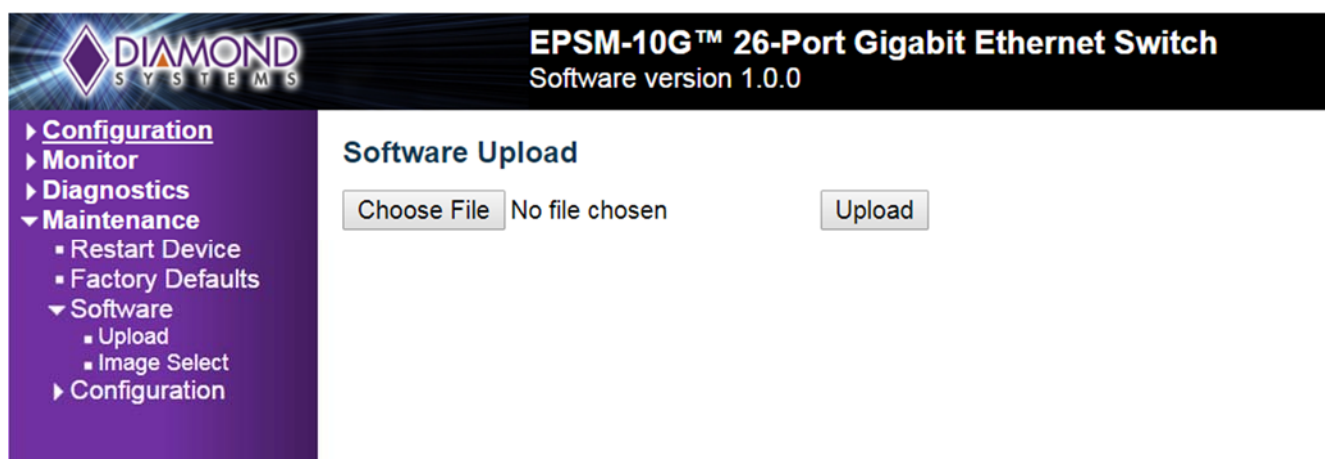 DIAMOND
SYSTEMS
EPSM-10G™ 26-Port Gigabit Ethernet Switch
Software version 1.0.0
Configuration
Monitor
Diagnostics
Maintenance
Restart Device
Factory Defaults
Software
Upload
Image Select
Configuration
Software Upload
Choose File No file chosen Upload